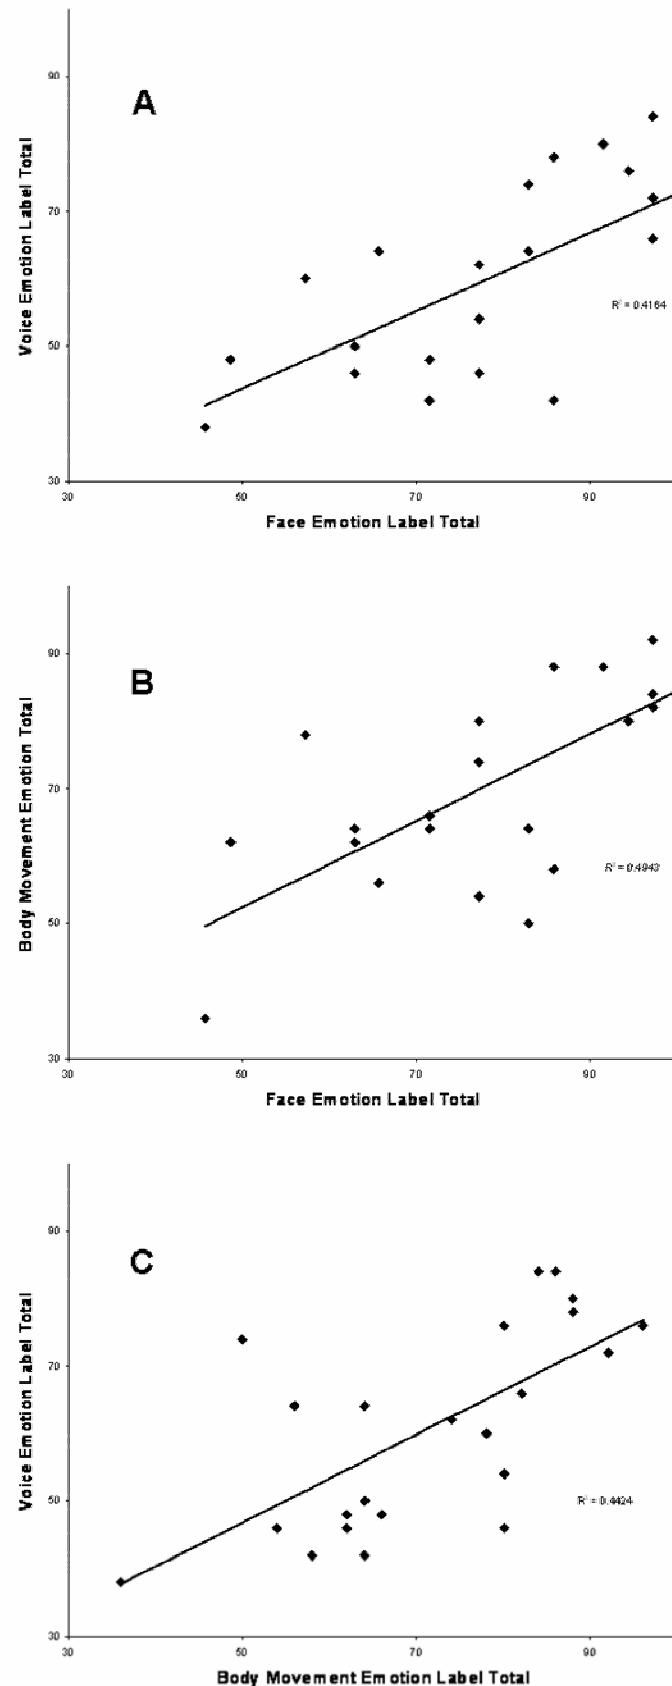 90
A
70
50
30
Voice Emotion Label Total
R² = 0.4164
30 50 70 90
Face Emotion Label Total
90
B
70
50
30
Body Movement Emotion Total
R² = 0.4943
30 50 70 90
Face Emotion Label Total
90
C
70
50
30
Voice Emotion Label Total
R² = 0.4424
30 50 70 90
Body Movement Emotion Label Total